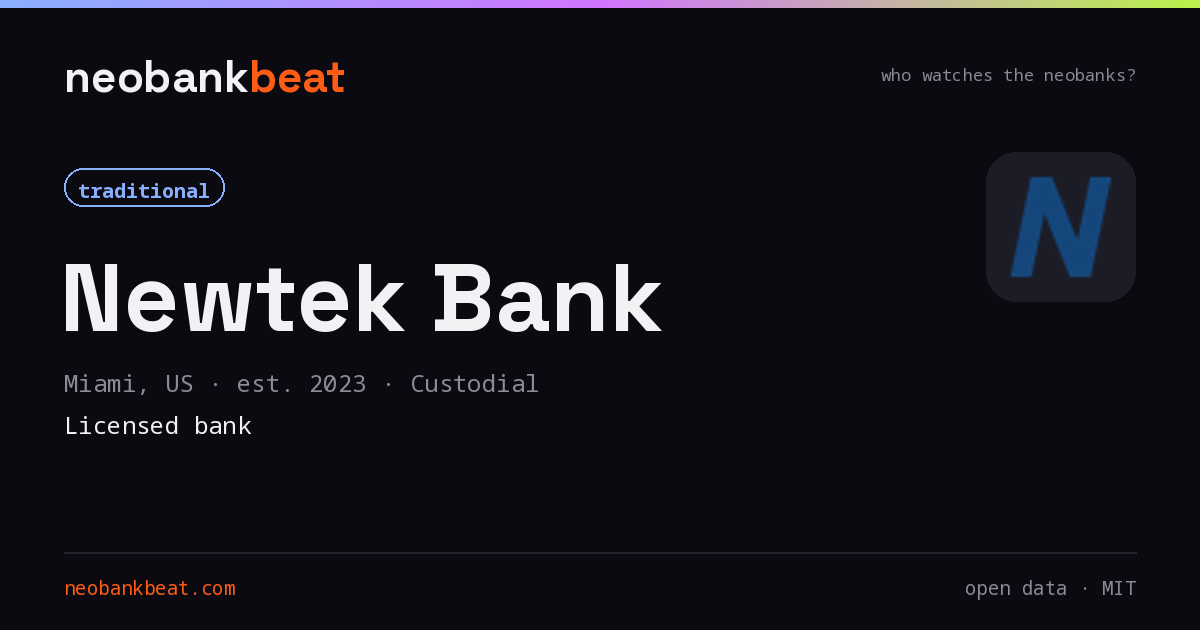 neobankbeat
who watches the neobanks?
traditional
N
Newtek Bank
Miami, US · est. 2023 · Custodial
Licensed bank
neobankbeat.com
open data · MIT